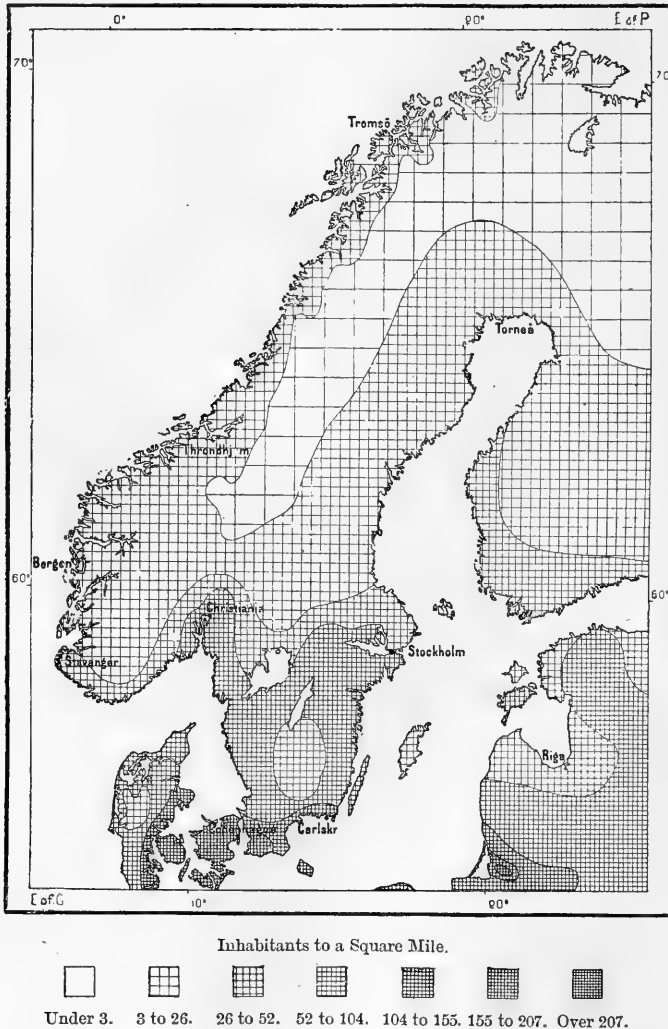 0° 20° E of P
70° 70
Tromsö
Torneå
Throndhj m
Bergen
60° 60°
Christiania
Stavanger
Stockholm
Riga
Copenhagen Carlskr
E of G 10° 20°
Inhabitants to a Square Mile.
Under 3. 3 to 26. 26 to 52. 52 to 104. 104 to 155. 155 to 207. Over 207.